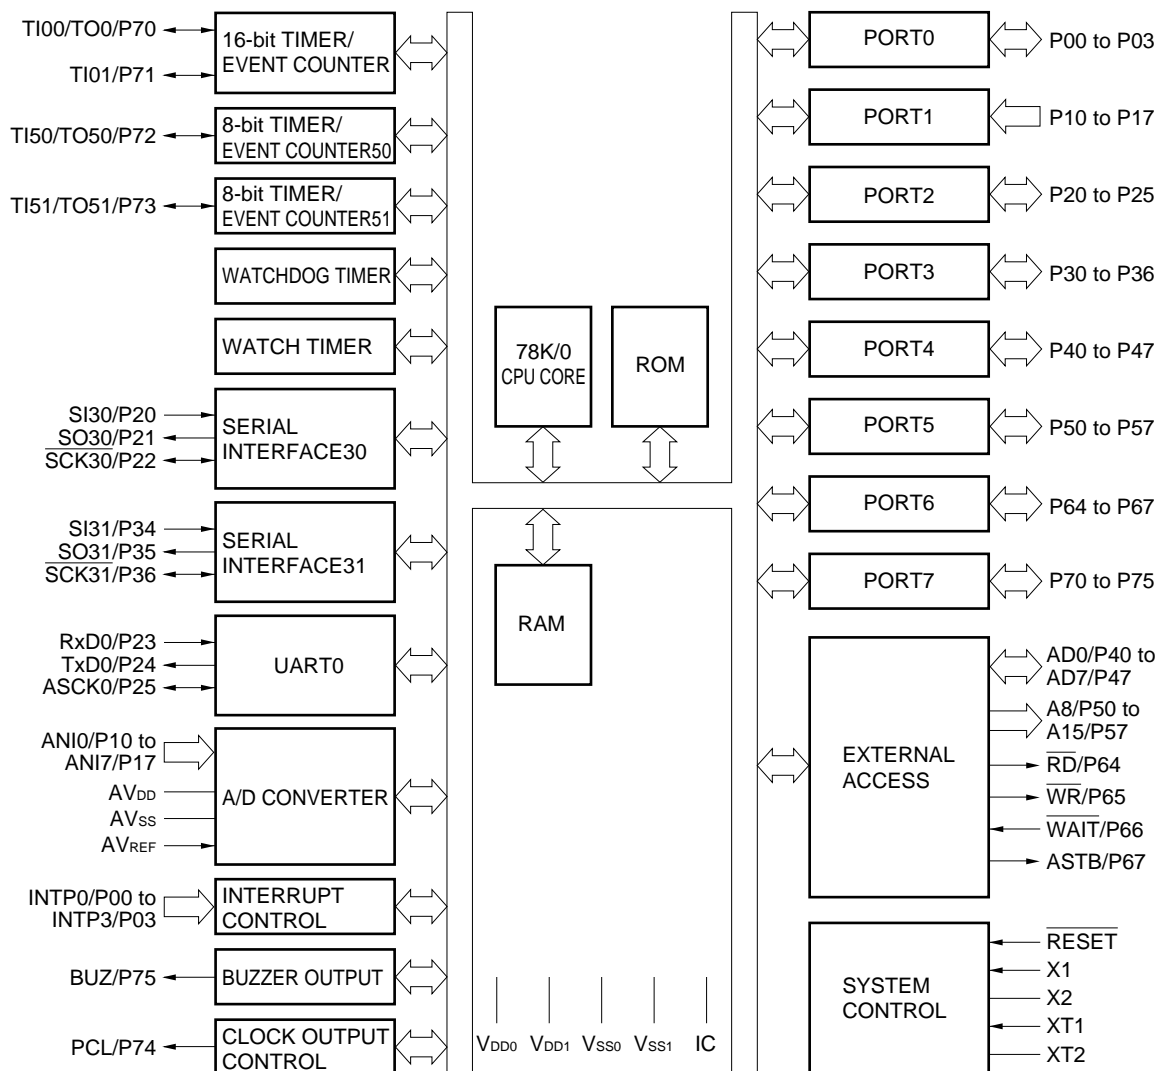 TI00/TO0/P70
TI01/P71
16-bit TIMER/
EVENT COUNTER
TI50/TO50/P72
8-bit TIMER/
EVENT COUNTER50
TI51/TO51/P73
8-bit TIMER/
EVENT COUNTER51
WATCHDOG TIMER
WATCH TIMER
SI30/P20
SO30/P21
SCK30/P22
SERIAL
INTERFACE30
SI31/P34
SO31/P35
SCK31/P36
SERIAL
INTERFACE31
RxD0/P23
TxD0/P24
ASCK0/P25
UART0
ANI0/P10 to
ANI7/P17
AVDD
AVSS
AVREF
A/D CONVERTER
INTP0/P00 to
INTP3/P03
INTERRUPT
CONTROL
BUZ/P75
BUZZER OUTPUT
PCL/P74
CLOCK OUTPUT
CONTROL
78K/0
CPU CORE
ROM
RAM
VDD0 VDD1 VSS0 VSS1 IC
PORT0
P00 to P03
PORT1
P10 to P17
PORT2
P20 to P25
PORT3
P30 to P36
PORT4
P40 to P47
PORT5
P50 to P57
PORT6
P64 to P67
PORT7
P70 to P75
EXTERNAL
ACCESS
AD0/P40 to
AD7/P47
A8/P50 to
A15/P57
RD/P64
WR/P65
WAIT/P66
ASTB/P67
SYSTEM
CONTROL
RESET
X1
X2
XT1
XT2